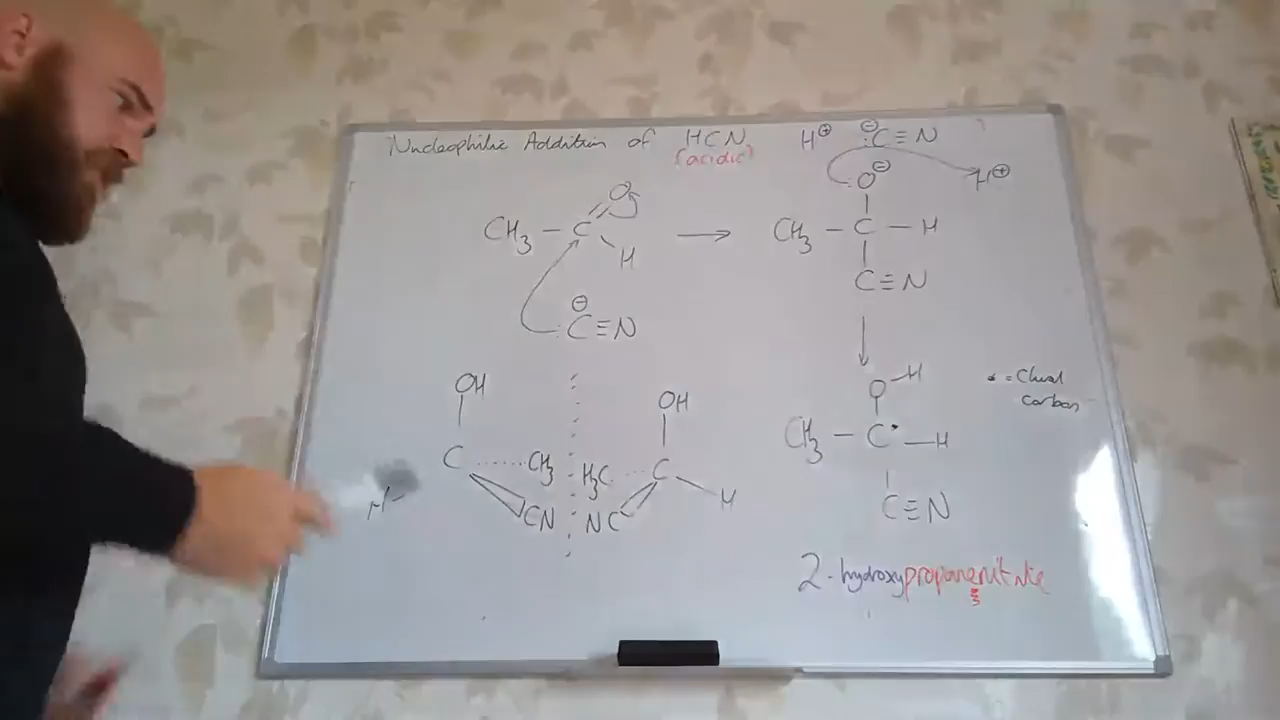 Nucleophilic Addition of HCN H⊕ ⊖:C≡N
(acidic)
O
CH3 – C
H
⊖
:C≡N
O⊖ H⊕
CH3 – C – H
C≡N
O–H
CH3 – C* –H
C≡N
* = Chiral
carbon
OH
C CH3
CN
H
OH
H3C C
NC H
2-hydroxypropanenitrile